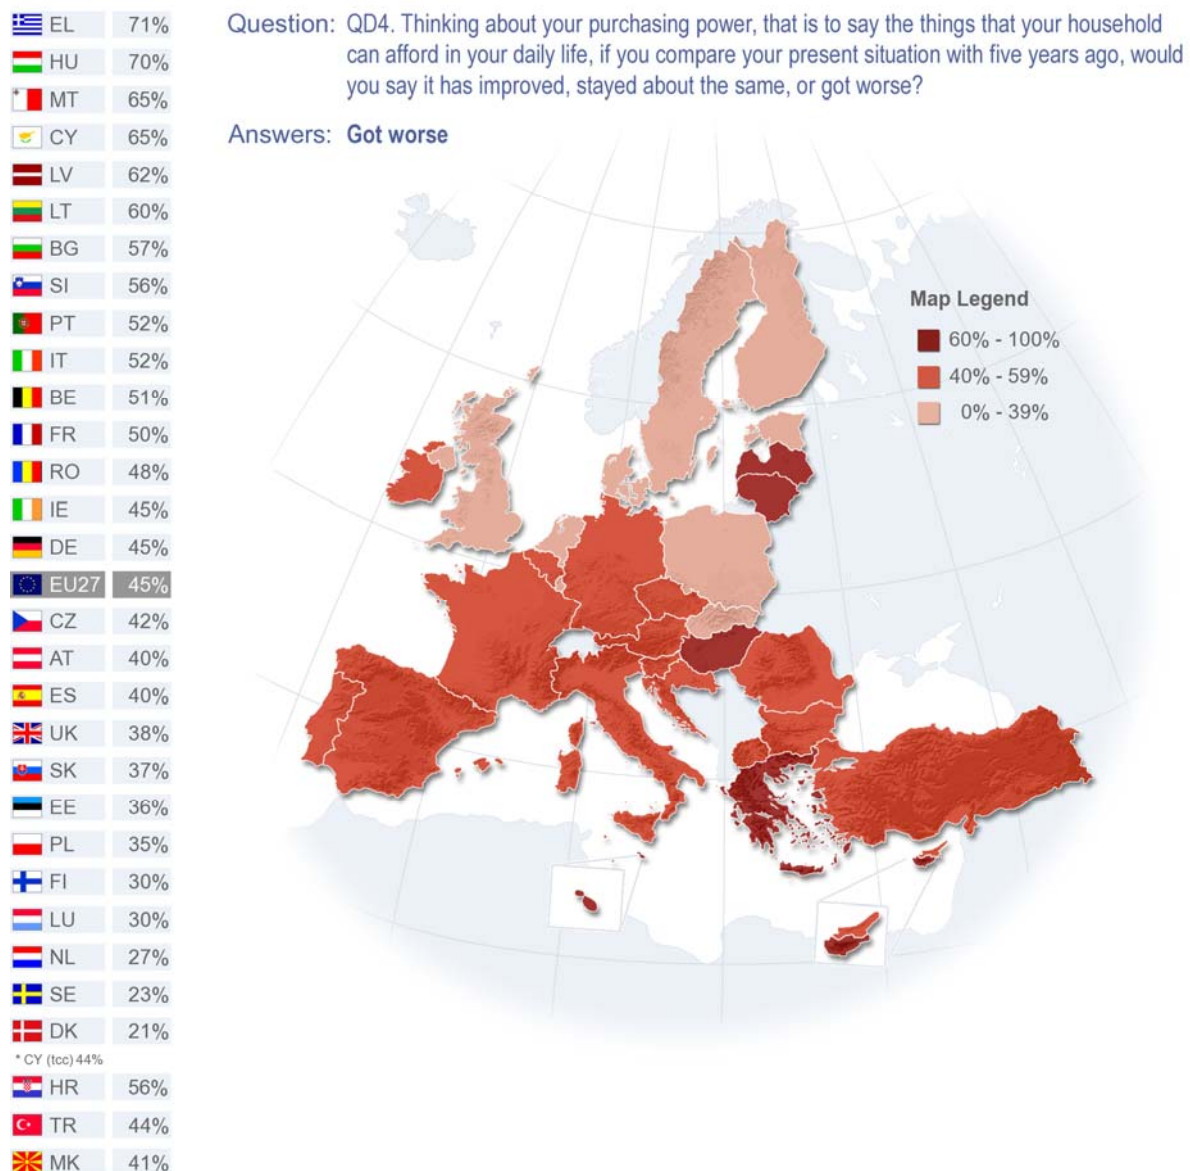 EL 71%
HU 70%
MT 65%
CY 65%
LV 62%
LT 60%
BG 57%
SI 56%
PT 52%
IT 52%
BE 51%
FR 50%
RO 48%
IE 45%
DE 45%
EU27 45%
CZ 42%
AT 40%
ES 40%
UK 38%
SK 37%
EE 36%
PL 35%
FI 30%
LU 30%
NL 27%
SE 23%
DK 21%
* CY (tcc) 44%
HR 56%
TR 44%
MK 41%
Question: QD4. Thinking about your purchasing power, that is to say the things that your household
can afford in your daily life, if you compare your present situation with five years ago, would
you say it has improved, stayed about the same, or got worse?
Answers: Got worse
Map Legend
60% - 100%
40% - 59%
0% - 39%